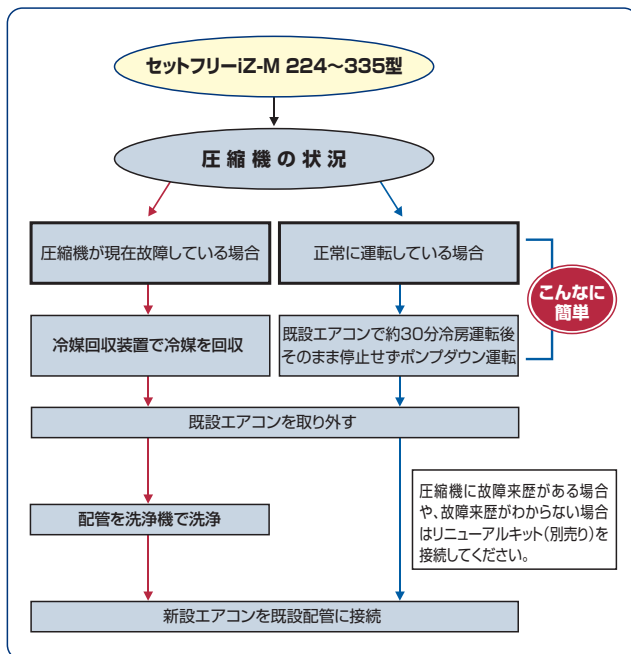 セットフリーiZ-M 224〜335型
圧縮機の状況
圧縮機が現在故障している場合
正常に運転している場合
こんなに
簡単
冷媒回収装置で冷媒を回収
既設エアコンで約30分冷房運転後
そのまま停止せずポンプダウン運転
既設エアコンを取り外す
配管を洗浄機で洗浄
圧縮機に故障来歴がある場合
や、故障来歴がわからない場合
はリニューアルキット(別売り)を
接続してください。
新設エアコンを既設配管に接続